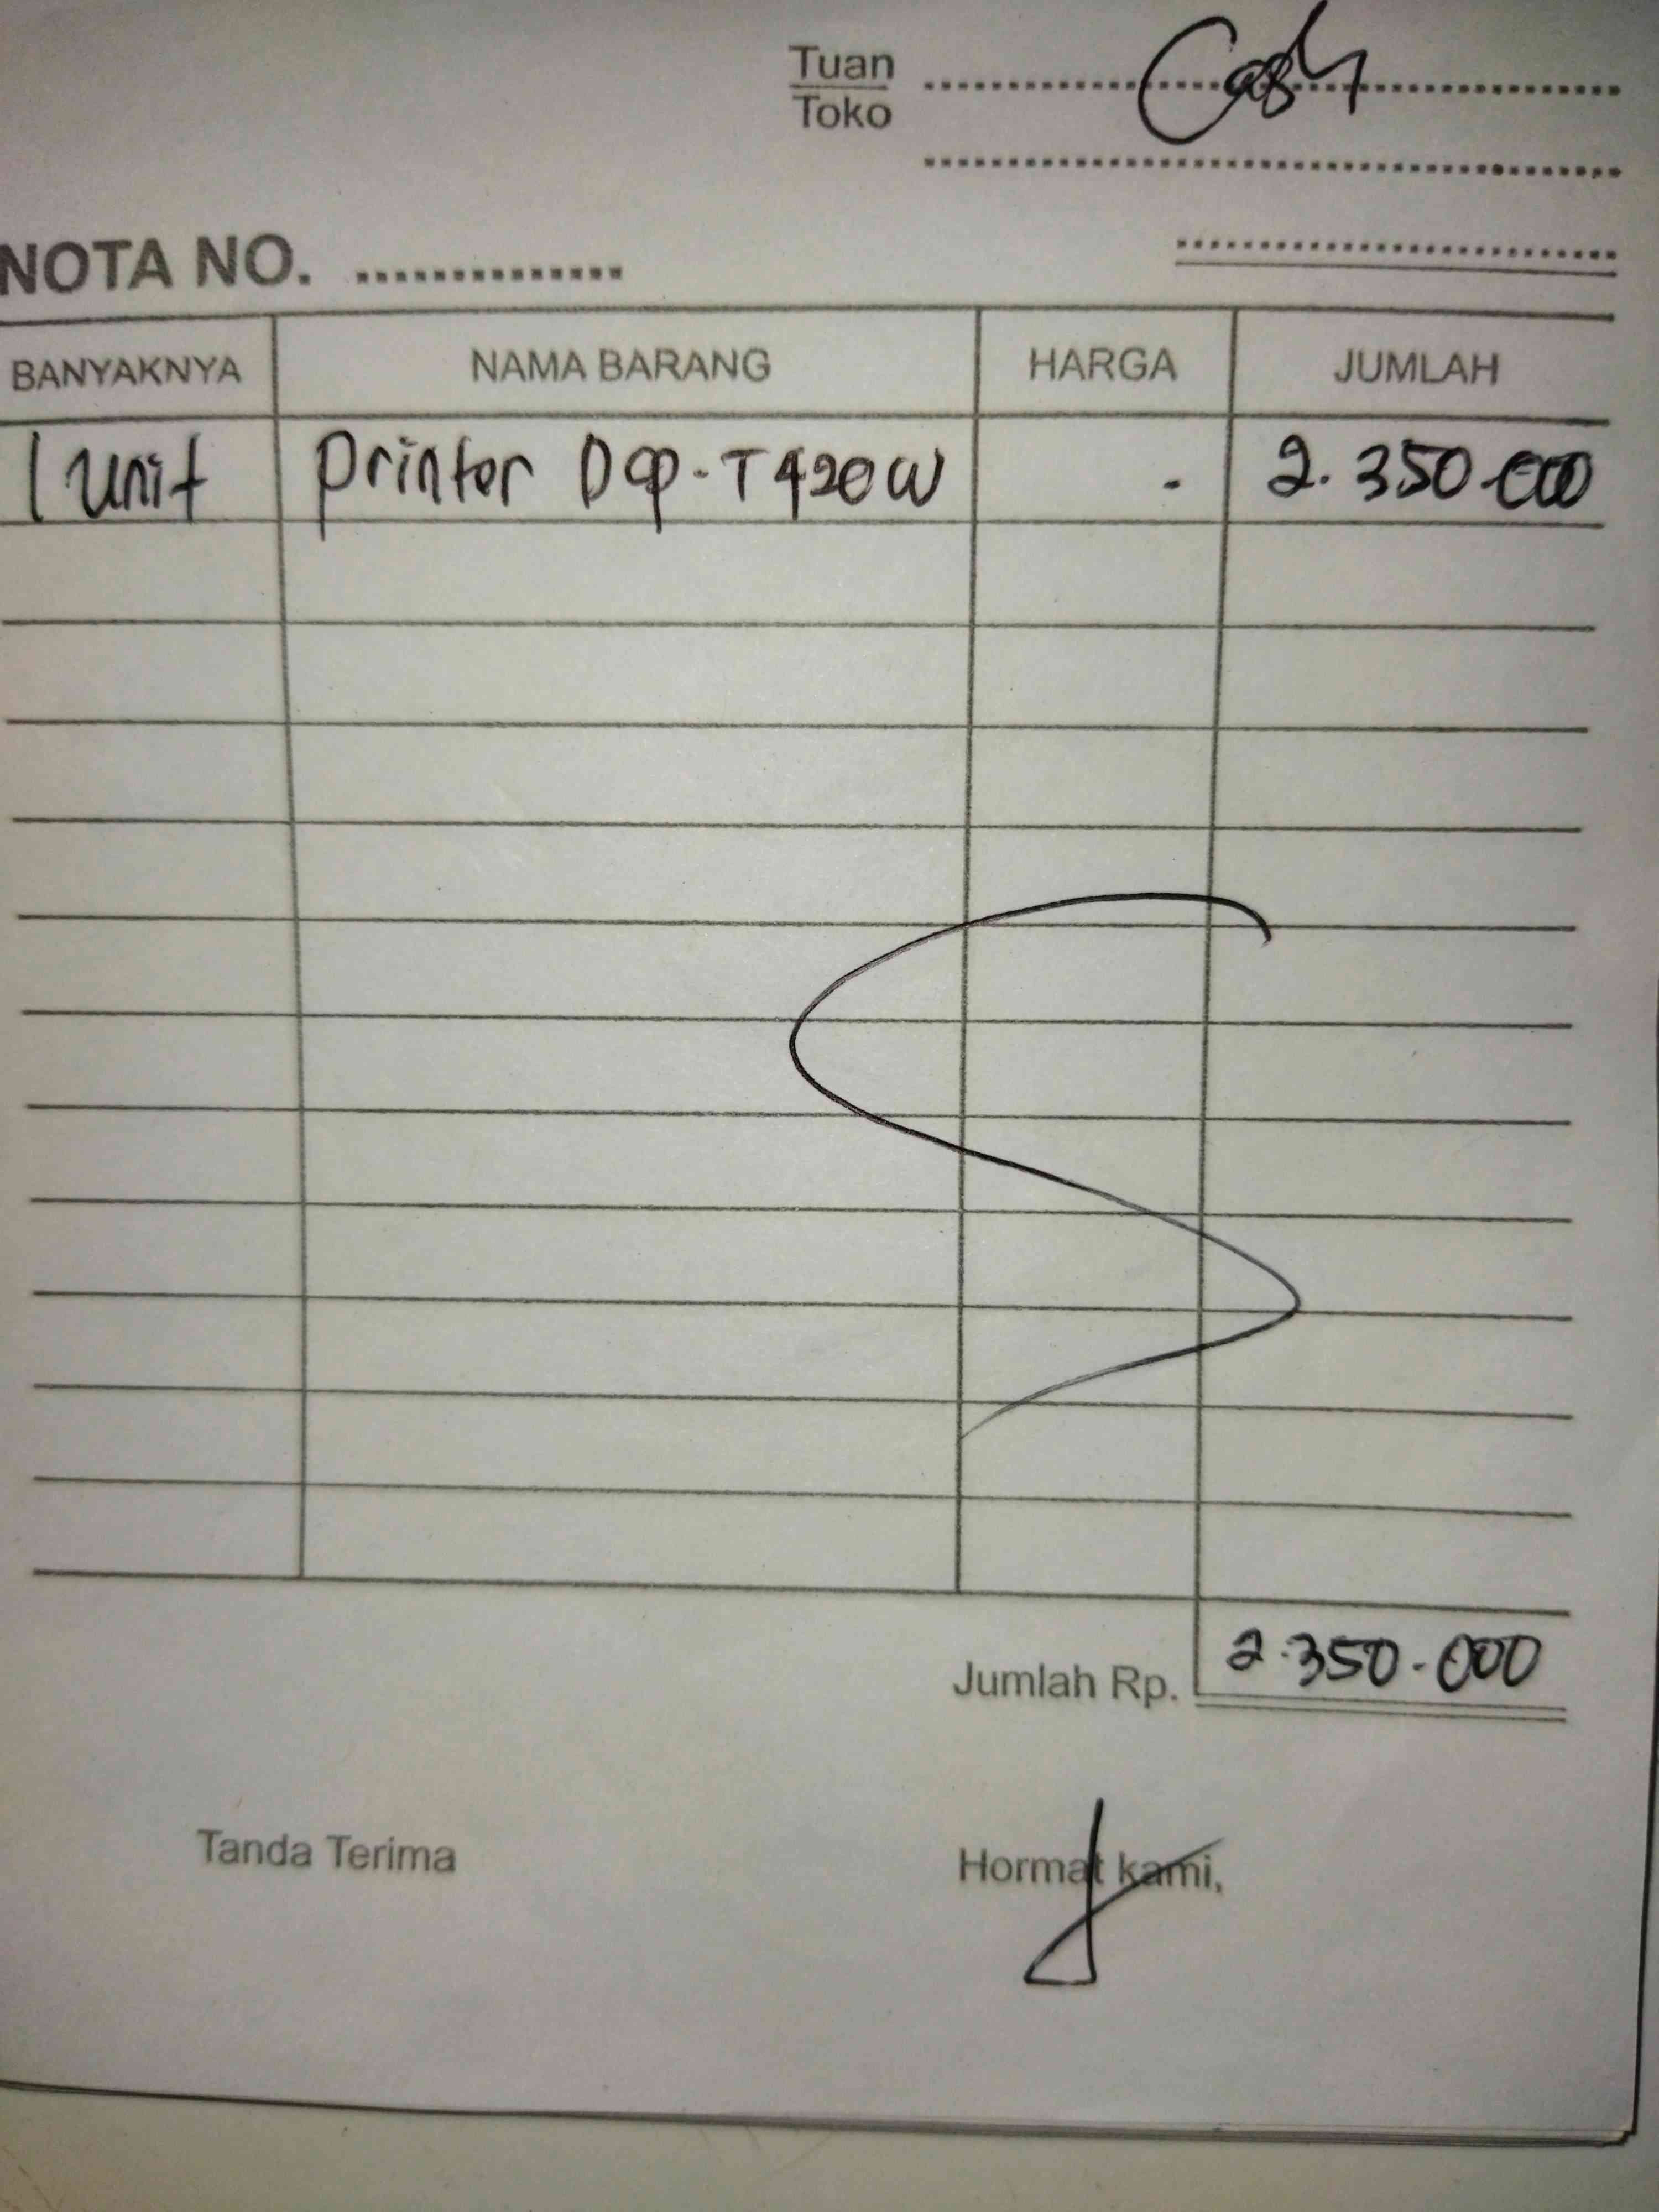 Tuan Cash
Toko
NOTA NO. ..............
BANYAKNYA NAMA BARANG HARGA JUMLAH
1 Unit Printer Dcp-T420W - 2.350.000
Jumlah Rp. 2.350.000
Tanda Terima Hormat kami,